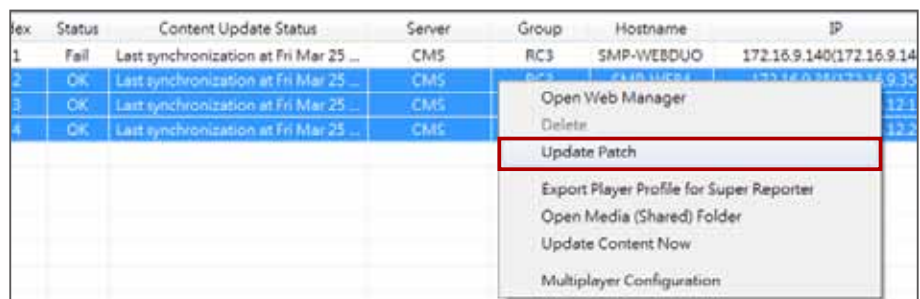 dex Status Content Update Status Server Group Hostname IP
1 Fail Last synchronization at Fri Mar 25 ... CMS RC3 SMP-WEBDUO 172.16.9.140(172.16.9.14
2 OK Last synchronization at Fri Mar 25 ... CMS
3 OK Last synchronization at Fri Mar 25 ... CMS 12.1
4 OK Last synchronization at Fri Mar 25 ... CMS 12.2
Open Web Manager
Delete
Update Patch
Export Player Profile for Super Reporter
Open Media (Shared) Folder
Update Content Now
Multiplayer Configuration